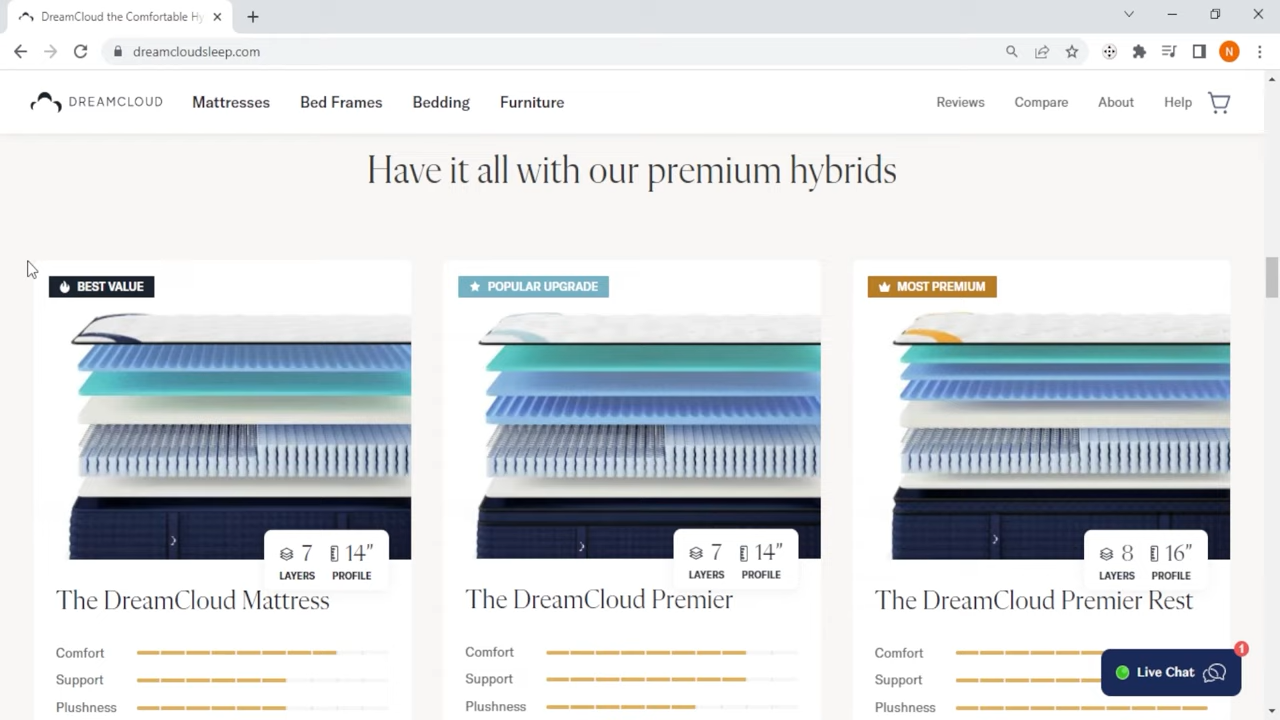 DreamCloud the Comfortable Hy
dreamcloudsleep.com
N
DREAMCLOUD Mattresses Bed Frames Bedding Furniture Reviews Compare About Help
Have it all with our premium hybrids
BEST VALUE
7 14"
LAYERS PROFILE
The DreamCloud Mattress
Comfort
Support
Plushness
POPULAR UPGRADE
7 14"
LAYERS PROFILE
The DreamCloud Premier
Comfort
Support
Plushness
MOST PREMIUM
8 16"
LAYERS PROFILE
The DreamCloud Premier Rest
Comfort
Support
Plushness
Live Chat
1